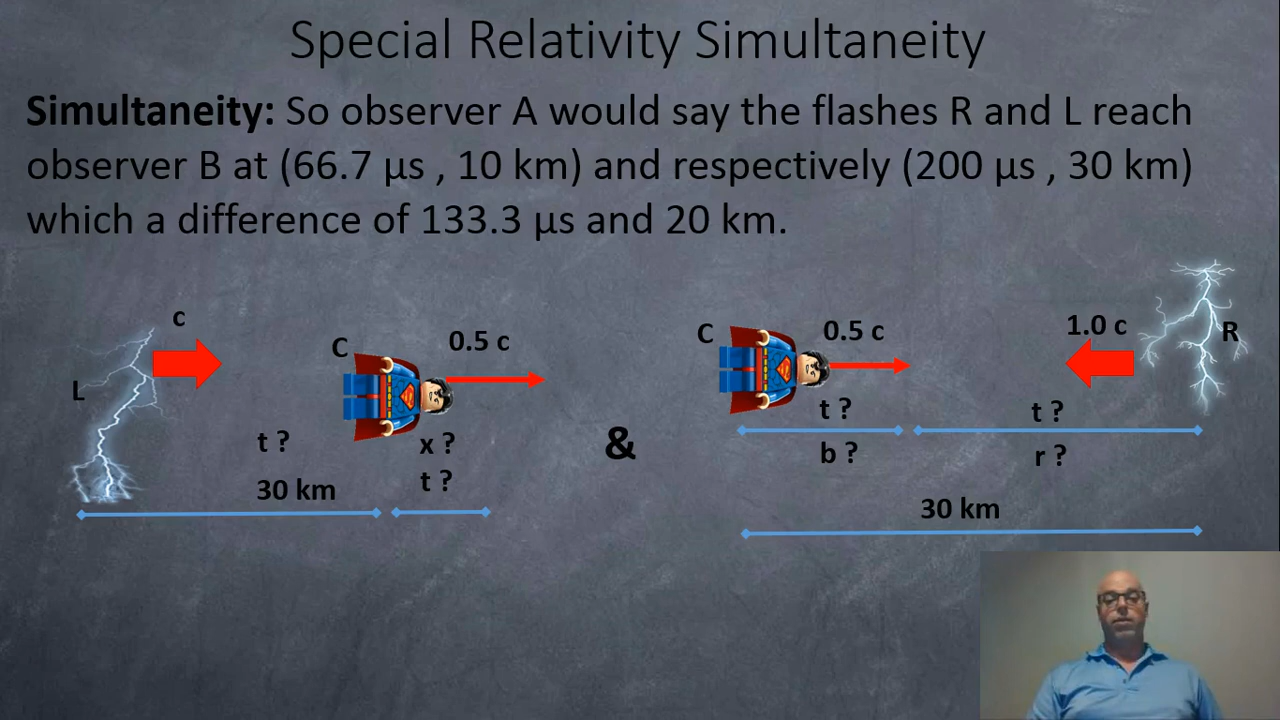 Special Relativity Simultaneity
Simultaneity: So observer A would say the flashes R and L reach
observer B at (66.7 µs , 10 km) and respectively (200 µs , 30 km)
which a difference of 133.3 µs and 20 km.
c
L
C
0.5 c
t ?
x ?
t ?
30 km
&
C
0.5 c
1.0 c
R
t ?
t ?
b ?
r ?
30 km